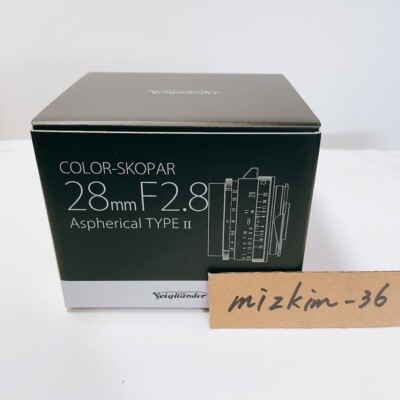 Voigtländer
COLOR-SKOPAR
28mm F2.8
Aspherical TYPE II
Voigtländer
mizkim-36